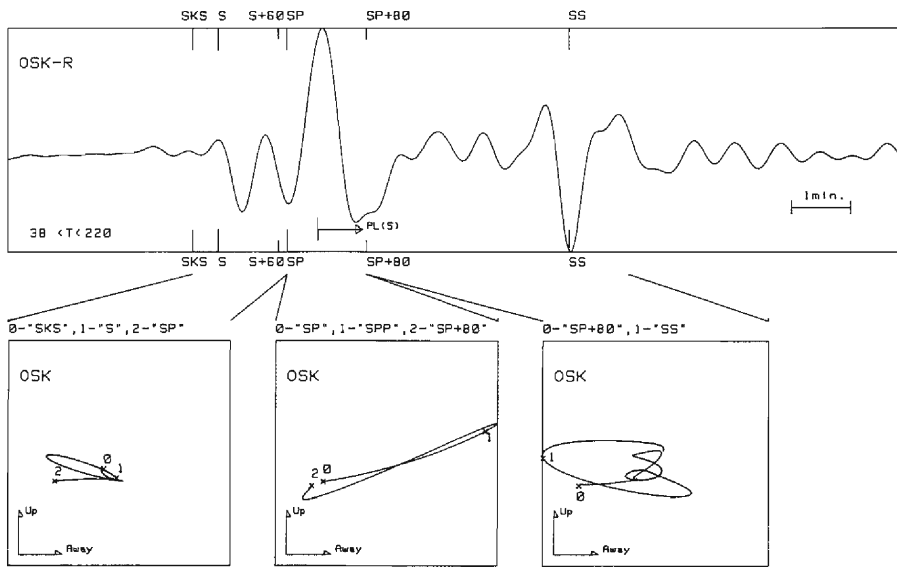 SKS S S+60 SP SP+80 SS
OSK-R
1min.
PL(S)
38 <T<220
SKS S S+60 SP SP+80 SS
0-"SKS",1-"S",2-"SP" 0-"SP",1-"SPP",2-"SP+80" 0-"SP+80",1-"SS"
OSK OSK OSK
0 1 2
Up
Away
2 0 1
Up
Away
1 0
Up
Away